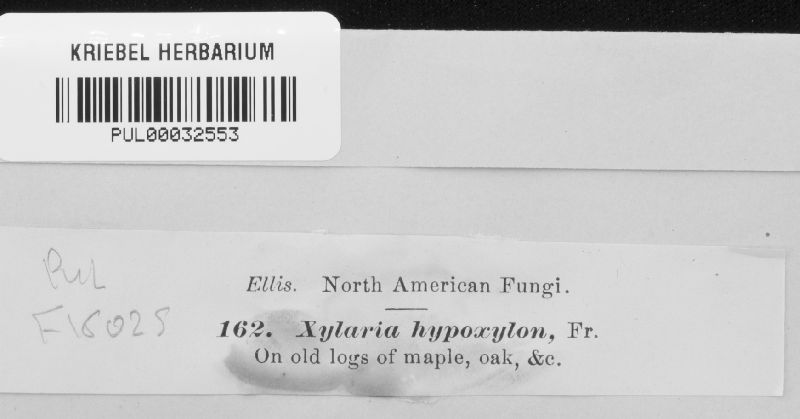 KRIEBEL HERBARIUM
PUL00032553
PUL
F16025
Ellis. North American Fungi.
162. Xylaria hypoxylon, Fr.
On old logs of maple, oak, &c.